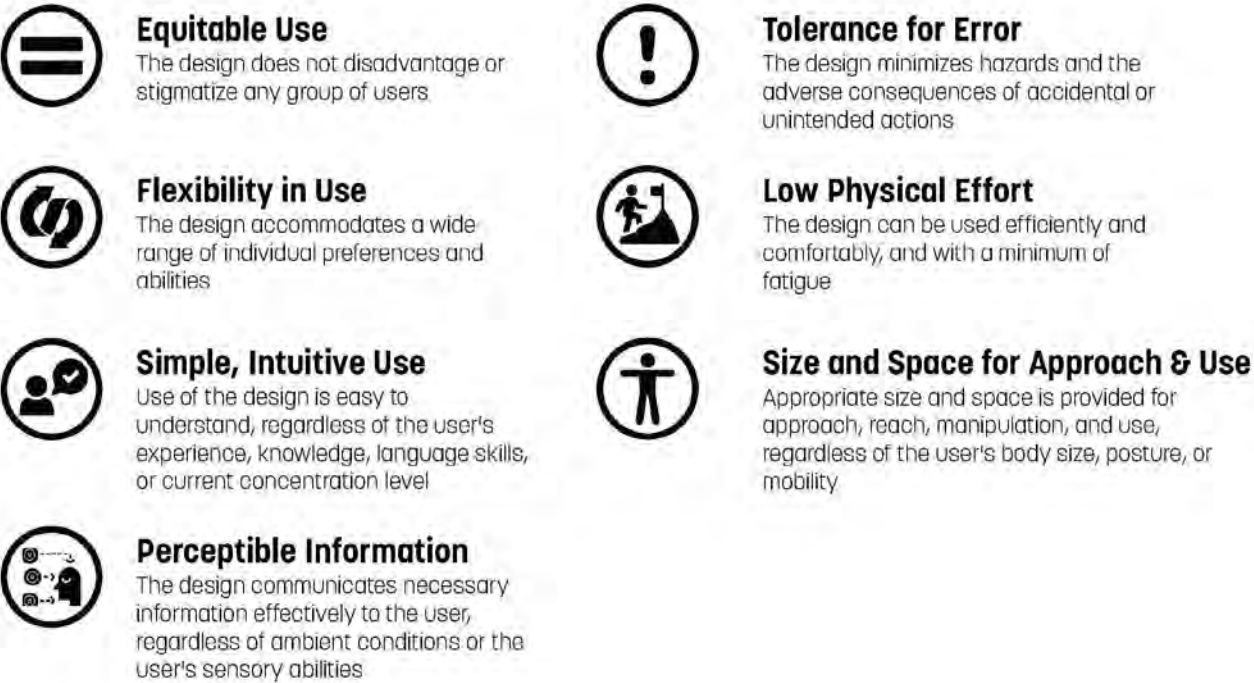 Equitable Use
The design does not disadvantage or
stigmatize any group of users
Flexibility in Use
The design accommodates a wide
range of individual preferences and
abilities
Simple, Intuitive Use
Use of the design is easy to
understand, regardless of the user's
experience, knowledge, language skills,
or current concentration level
Perceptible Information
The design communicates necessary
information effectively to the user,
regardless of ambient conditions or the
user's sensory abilities
Tolerance for Error
The design minimizes hazards and the
adverse consequences of accidental or
unintended actions
Low Physical Effort
The design can be used efficiently and
comfortably, and with a minimum of
fatigue
Size and Space for Approach & Use
Appropriate size and space is provided for
approach, reach, manipulation, and use,
regardless of the user's body size, posture, or
mobility